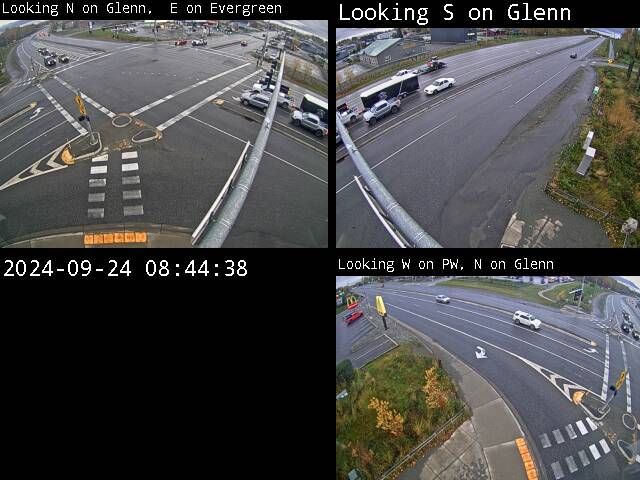 Looking N on Glenn,  E on Evergreen
Looking S on Glenn
2024-09-24 08:44:38
Looking W on PW, N on Glenn